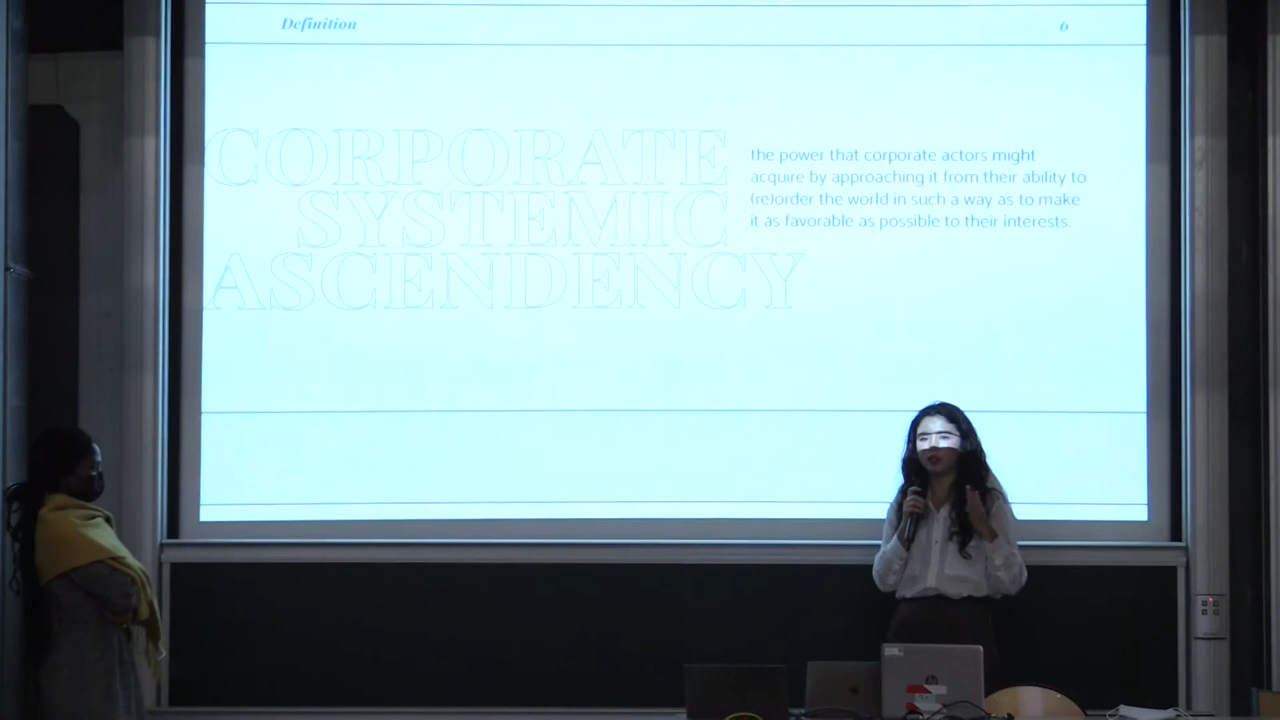 Definition
6
CORPORATE
SYSTEMIC
ASCENDENCY
the power that corporate actors might
acquire by approaching it from their ability to
(re)order the world in such a way as to make
it as favorable as possible to their interests.
hp